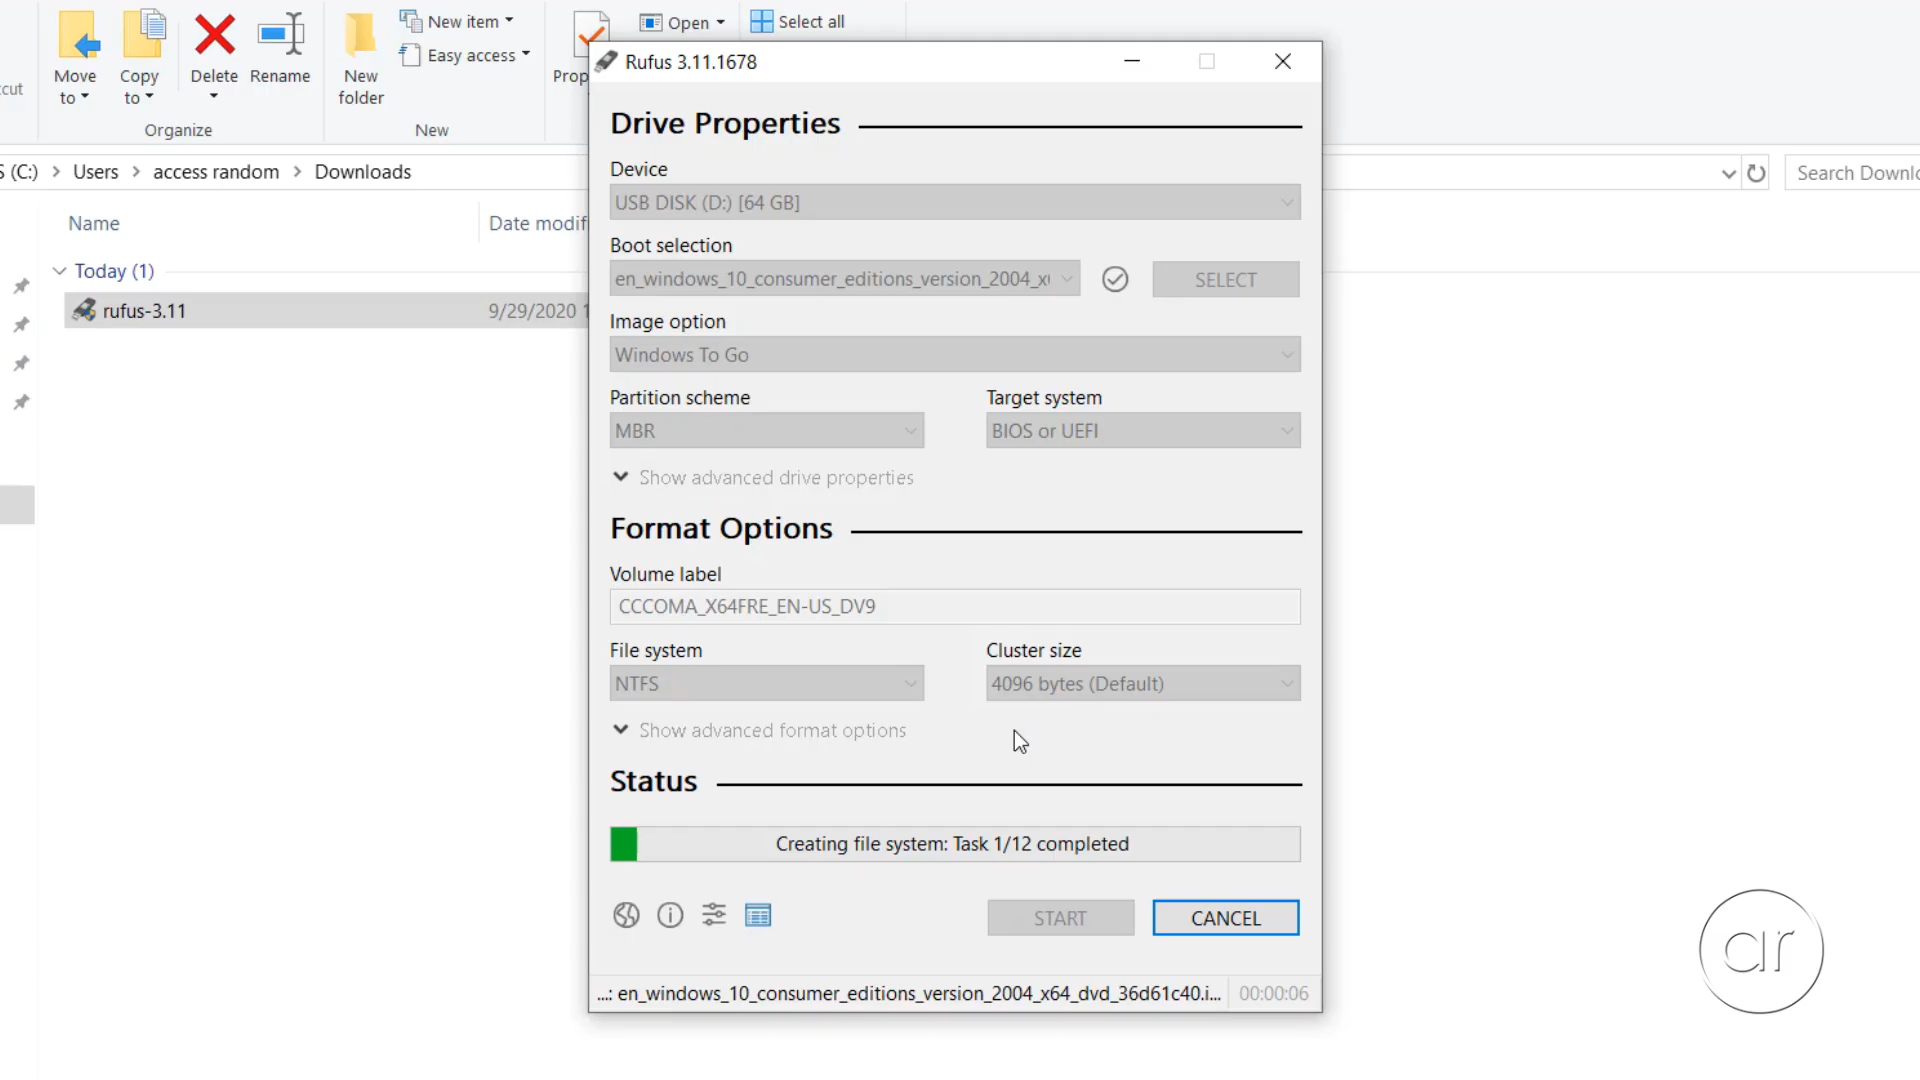 New item
Open
Select all
Easy access
Move to
Copy to
Delete
Rename
New folder
Organize
New
(C:) > Users > access random > Downloads
Name
Date modif
Today (1)
rufus-3.11
9/29/2020
Rufus 3.11.1678
Drive Properties
Device
USB DISK (D:) [64 GB]
Boot selection
en_windows_10_consumer_editions_version_2004_x
SELECT
Image option
Windows To Go
Partition scheme
Target system
MBR
BIOS or UEFI
Show advanced drive properties
Format Options
Volume label
CCCOMA_X64FRE_EN-US_DV9
File system
Cluster size
NTFS
4096 bytes (Default)
Show advanced format options
Status
Creating file system: Task 1/12 completed
START
CANCEL
...: en_windows_10_consumer_editions_version_2004_x64_dvd_36d61c40.i...
00:00:06
Search Downlo
ar